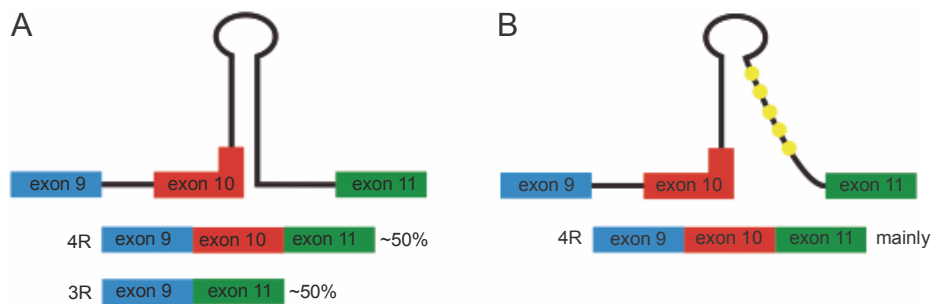 A
exon 9
exon 10
exon 11
4R exon 9 exon 10 exon 11 ~50%
3R exon 9 exon 11 ~50%
B
exon 9
exon 10
exon 11
4R exon 9 exon 10 exon 11 mainly